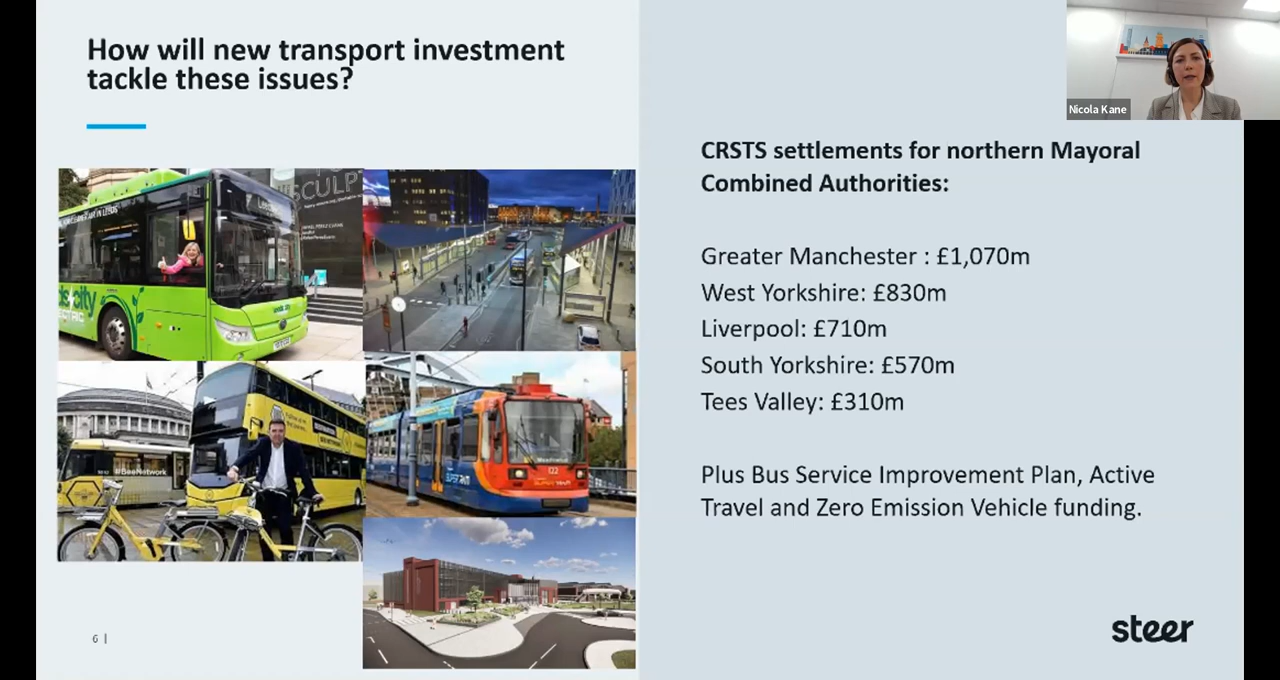 How will new transport investment
tackle these issues?
Nicola Kane
CRSTS settlements for northern Mayoral
Combined Authorities:
Greater Manchester : £1,070m
West Yorkshire: £830m
Liverpool: £710m
South Yorkshire: £570m
Tees Valley: £310m
Plus Bus Service Improvement Plan, Active
Travel and Zero Emission Vehicle funding.
SCULPT
#BeeNetwork
122
6 |
steer